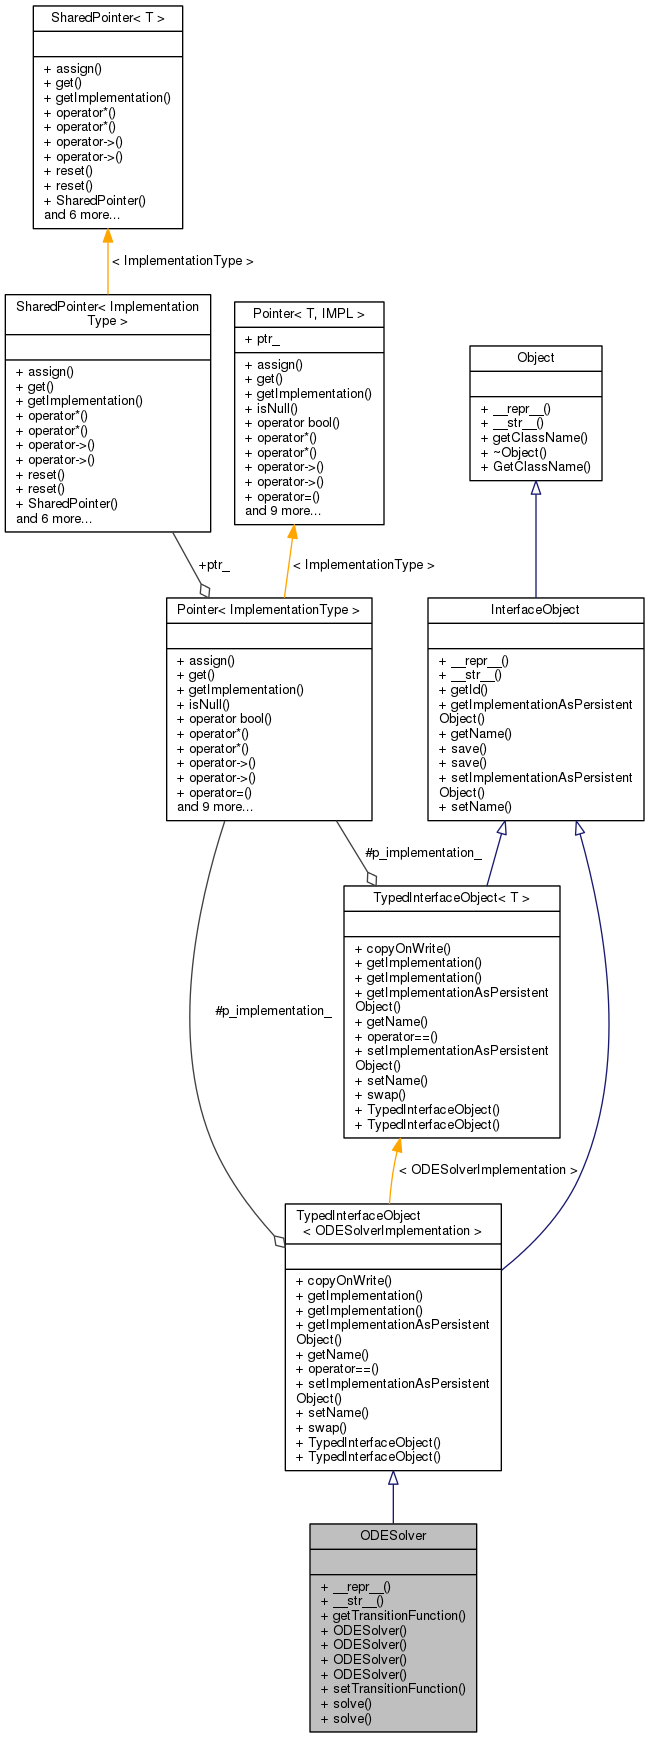 SharedPointer< T >
+ assign()
+ get()
+ getImplementation()
+ operator*()
+ operator*()
+ operator->()
+ operator->()
+ reset()
+ reset()
+ SharedPointer()
and 6 more...
< ImplementationType >
SharedPointer< Implementation
Type >
+ assign()
+ get()
+ getImplementation()
+ operator*()
+ operator*()
+ operator->()
+ operator->()
+ reset()
+ reset()
+ SharedPointer()
and 6 more...
Pointer< T, IMPL >
+ ptr_
+ assign()
+ get()
+ getImplementation()
+ isNull()
+ operator bool()
+ operator*()
+ operator*()
+ operator->()
+ operator->()
+ operator=()
and 9 more...
Object
+ __repr__()
+ __str__()
+ getClassName()
+ ~Object()
+ GetClassName()
+ptr_
< ImplementationType >
Pointer< ImplementationType >
+ assign()
+ get()
+ getImplementation()
+ isNull()
+ operator bool()
+ operator*()
+ operator*()
+ operator->()
+ operator->()
+ operator=()
and 9 more...
InterfaceObject
+ __repr__()
+ __str__()
+ getId()
+ getImplementationAsPersistent
Object()
+ getName()
+ save()
+ save()
+ setImplementationAsPersistent
Object()
+ setName()
#p_implementation_
TypedInterfaceObject< T >
+ copyOnWrite()
+ getImplementation()
+ getImplementation()
+ getImplementationAsPersistent
Object()
+ getName()
+ operator==()
+ setImplementationAsPersistent
Object()
+ setName()
+ swap()
+ TypedInterfaceObject()
+ TypedInterfaceObject()
#p_implementation_
< ODESolverImplementation >
TypedInterfaceObject
< ODESolverImplementation >
+ copyOnWrite()
+ getImplementation()
+ getImplementation()
+ getImplementationAsPersistent
Object()
+ getName()
+ operator==()
+ setImplementationAsPersistent
Object()
+ setName()
+ swap()
+ TypedInterfaceObject()
+ TypedInterfaceObject()
ODESolver
+ __repr__()
+ __str__()
+ getTransitionFunction()
+ ODESolver()
+ ODESolver()
+ ODESolver()
+ ODESolver()
+ setTransitionFunction()
+ solve()
+ solve()